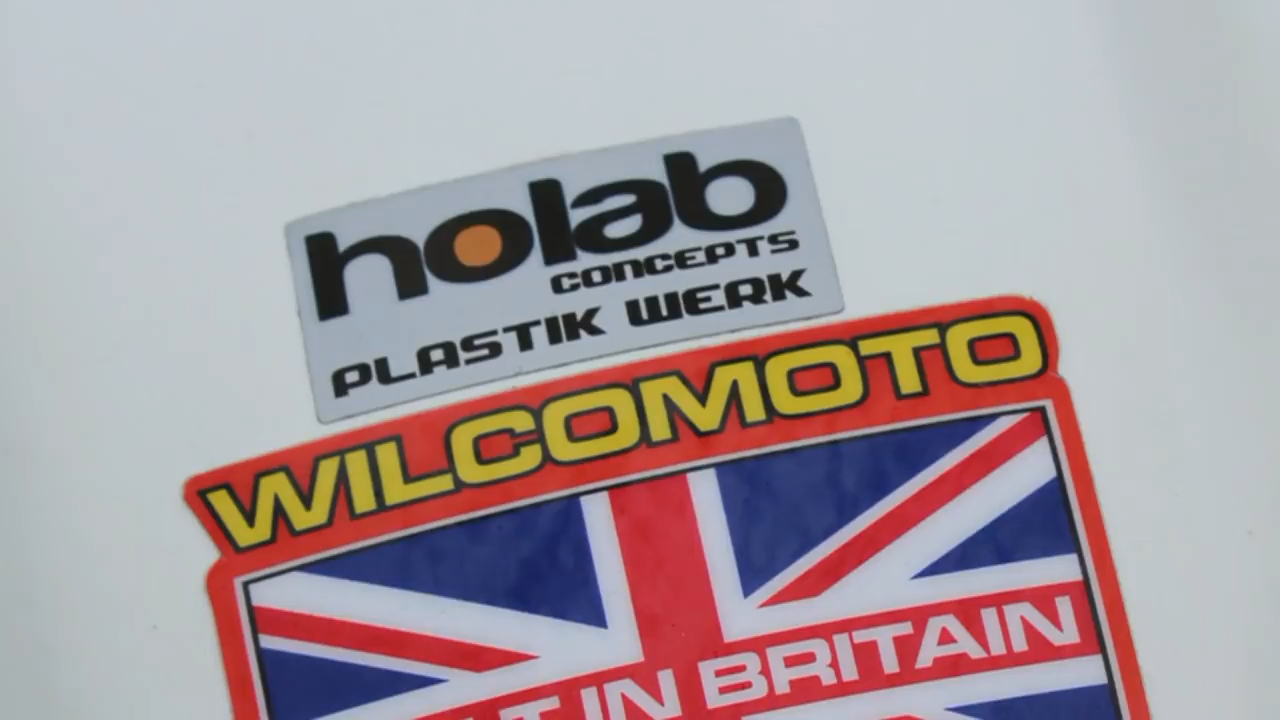 holab
CONCEPTS
PLASTIK WERK
WILCOMOTO
IN BRITAIN